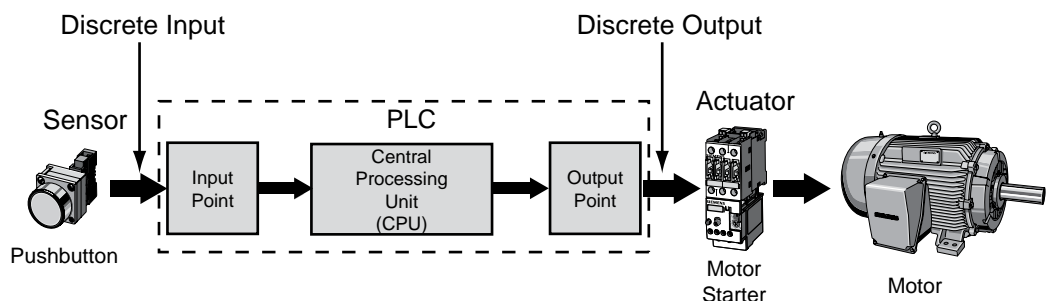 Discrete Input
Discrete Output
Sensor
PLC
Actuator
Input
Point
Central
Processing
Unit
(CPU)
Output
Point
SIEMENS
Pushbutton
Motor
Starter
Motor